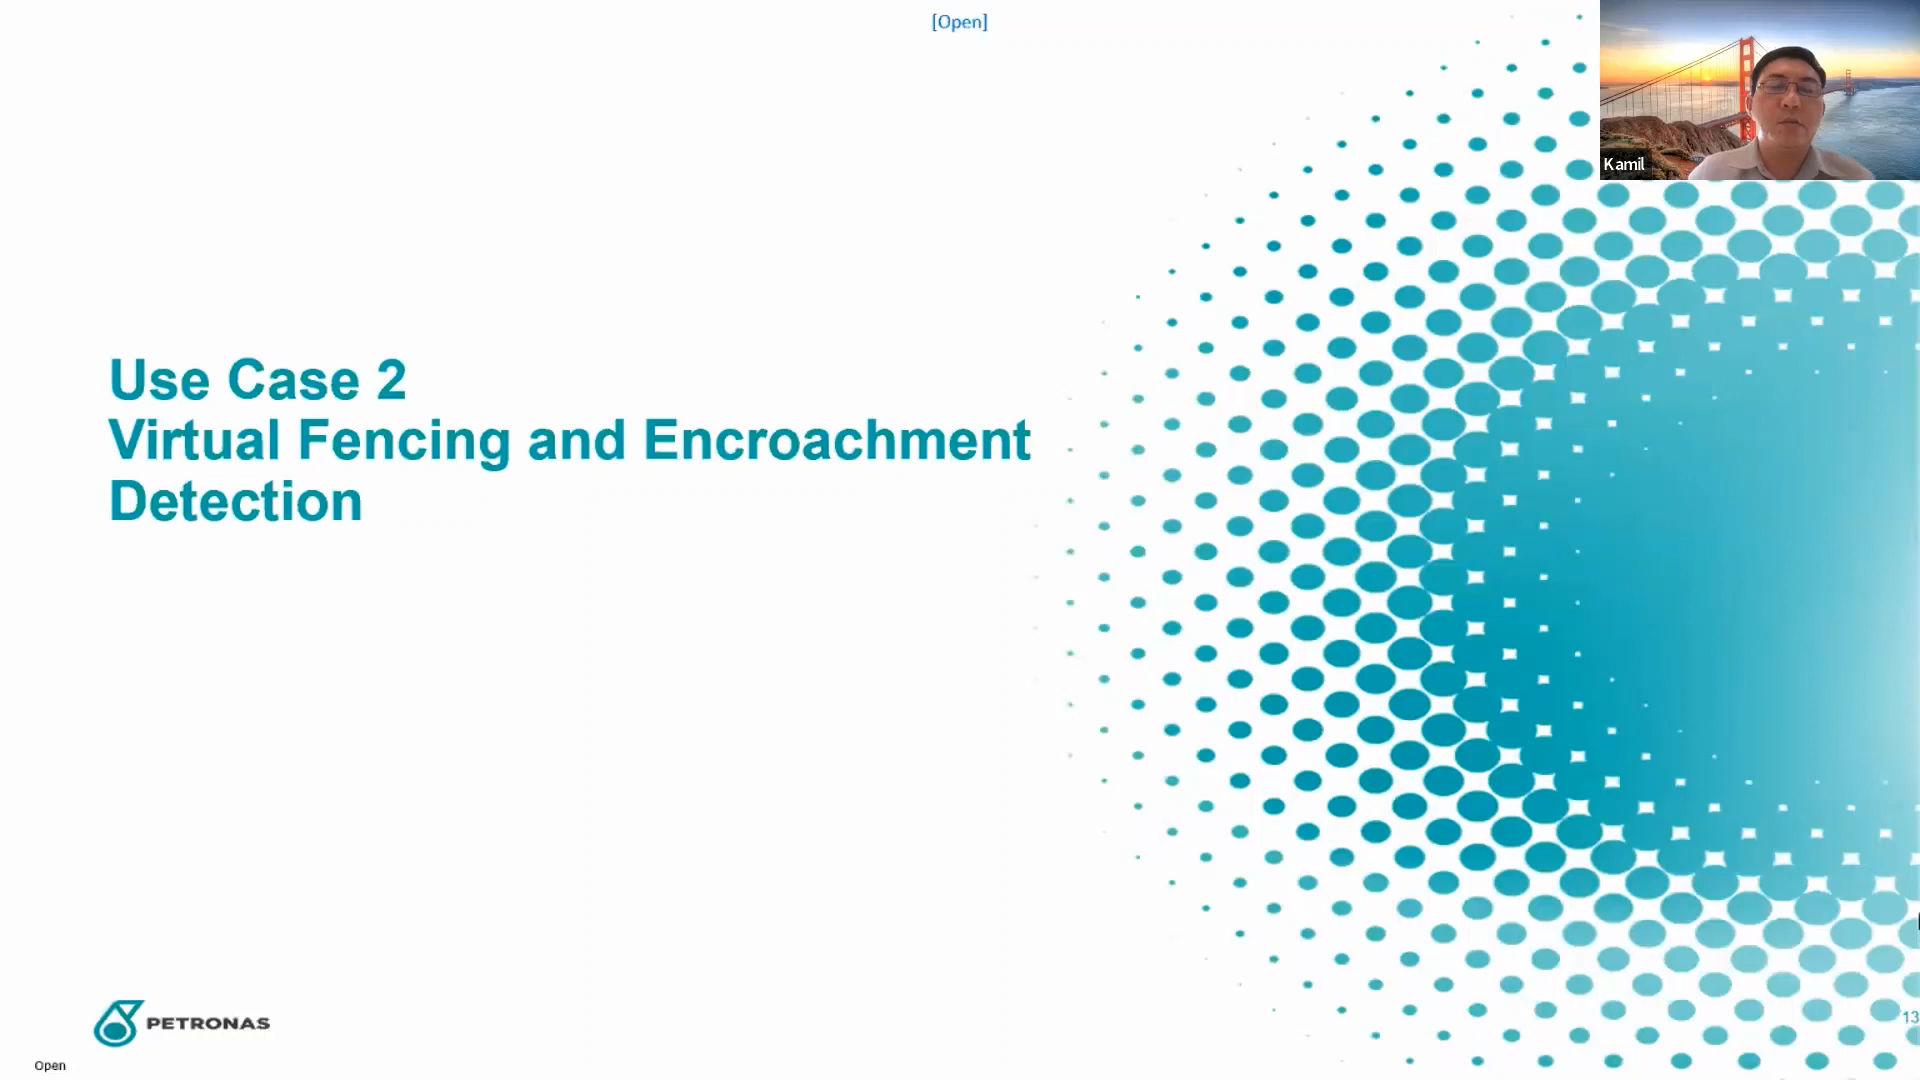 [Open]
Kamil
Use Case 2
Virtual Fencing and Encroachment
Detection
PETRONAS
13
Open